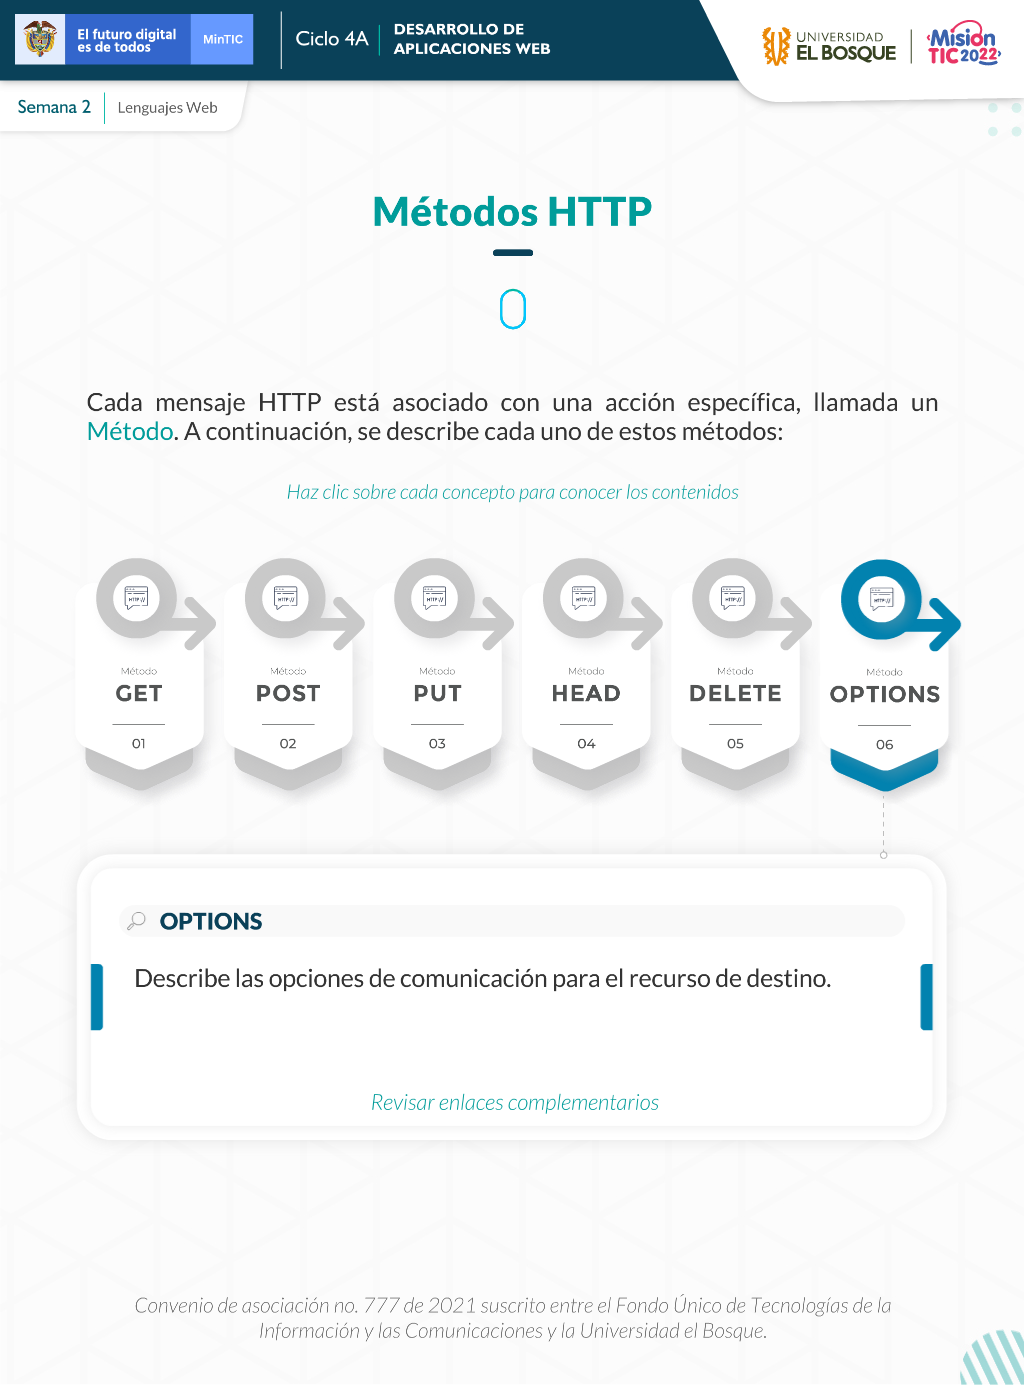 El futuro digital
es de todos
MinTIC
Ciclo 4A
DESARROLLO DE
APLICACIONES WEB
UNIVERSIDAD
EL BOSQUE
Misión
TIC 2022
Semana 2
Lenguajes Web
Métodos HTTP
Cada mensaje HTTP está asociado con una acción específica, llamada un
Método. A continuación, se describe cada uno de estos métodos:
Haz clic sobre cada concepto para conocer los contenidos
HTTP://
HTTP://
HTTP://
HTTP://
HTTP://
HTTP://
Método
GET
01
Método
POST
02
Método
PUT
03
Método
HEAD
04
Método
DELETE
05
Método
OPTIONS
06
OPTIONS
Describe las opciones de comunicación para el recurso de destino.
Revisar enlaces complementarios
Convenio de asociación no. 777 de 2021 suscrito entre el Fondo Único de Tecnologías de la
Información y las Comunicaciones y la Universidad el Bosque.